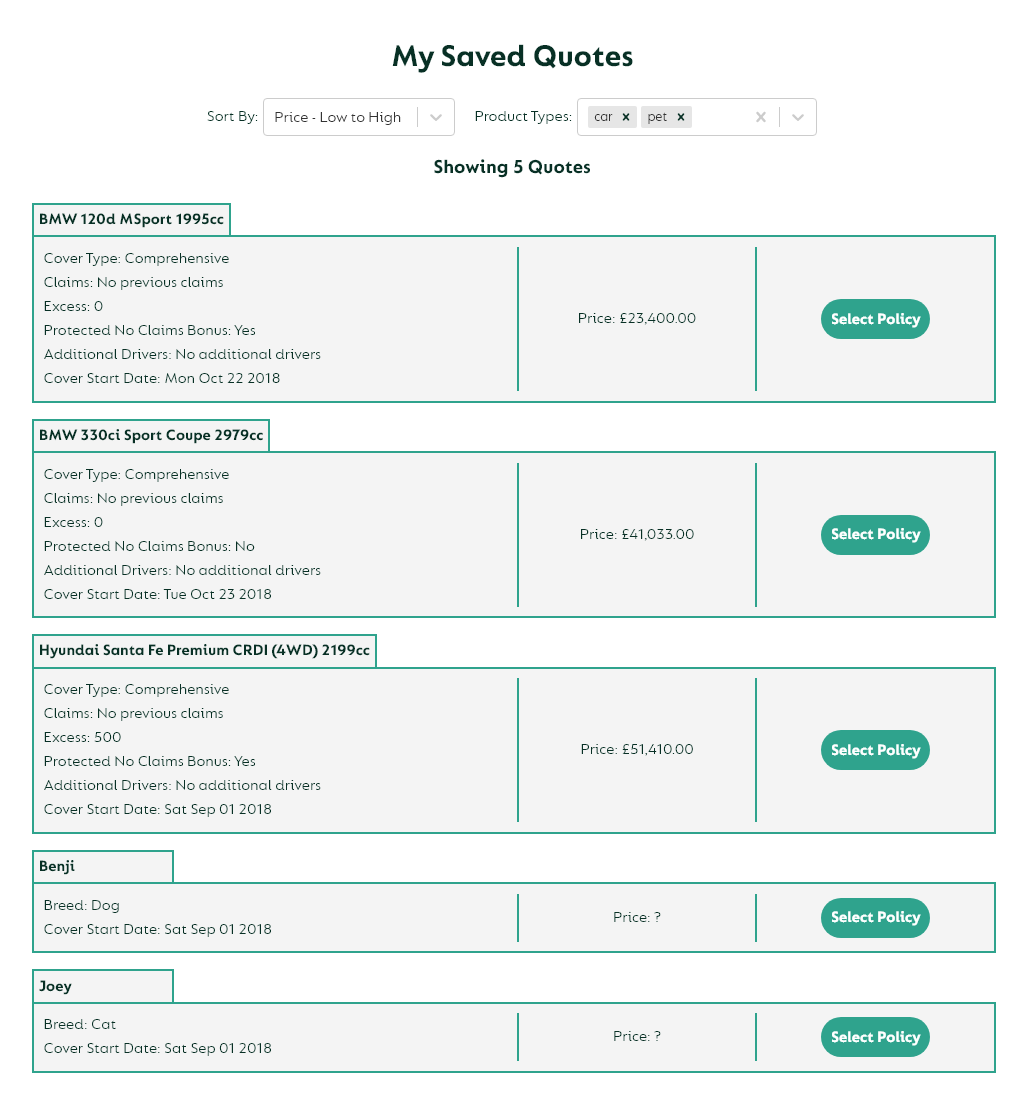 My Saved Quotes
Sort By: Price - Low to High Product Types: car pet
Showing 5 Quotes
BMW 120d MSport 1995cc
Cover Type: Comprehensive
Claims: No previous claims
Excess: 0
Protected No Claims Bonus: Yes
Additional Drivers: No additional drivers
Cover Start Date: Mon Oct 22 2018
Price: £23,400.00
Select Policy
BMW 330ci Sport Coupe 2979cc
Cover Type: Comprehensive
Claims: No previous claims
Excess: 0
Protected No Claims Bonus: No
Additional Drivers: No additional drivers
Cover Start Date: Tue Oct 23 2018
Price: £41,033.00
Select Policy
Hyundai Santa Fe Premium CRDI (4WD) 2199cc
Cover Type: Comprehensive
Claims: No previous claims
Excess: 500
Protected No Claims Bonus: Yes
Additional Drivers: No additional drivers
Cover Start Date: Sat Sep 01 2018
Price: £51,410.00
Select Policy
Benji
Breed: Dog
Cover Start Date: Sat Sep 01 2018
Price: ?
Select Policy
Joey
Breed: Cat
Cover Start Date: Sat Sep 01 2018
Price: ?
Select Policy